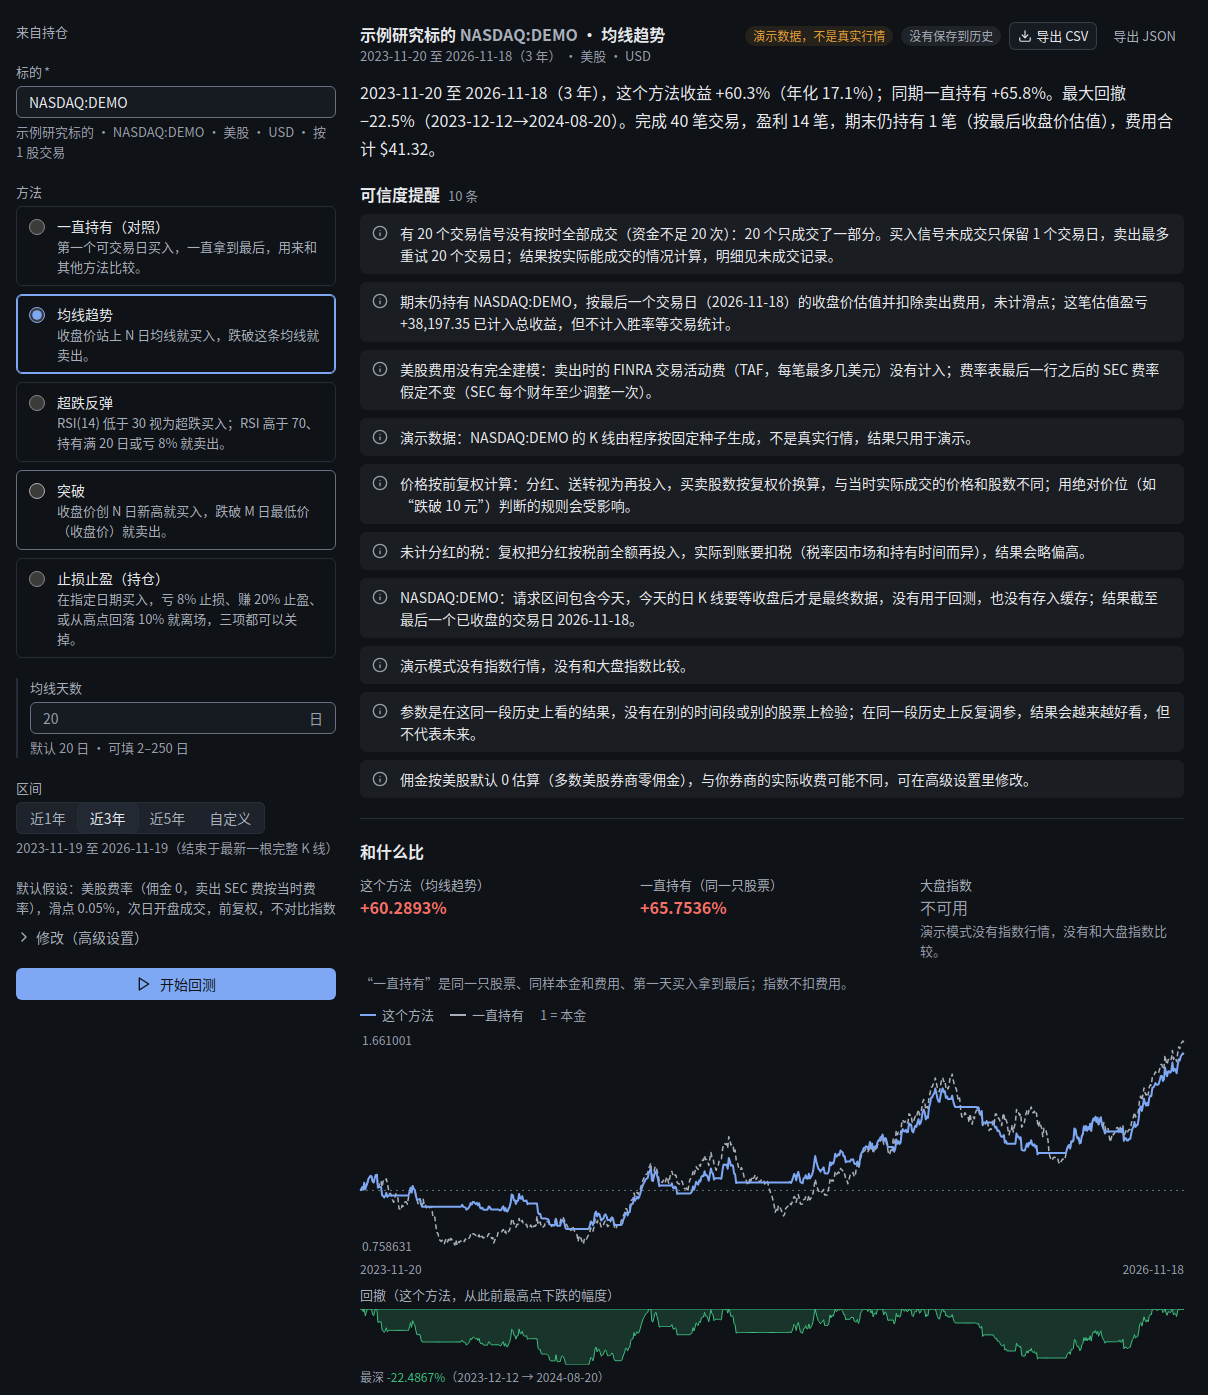 来自持仓
标的 *
NASDAQ:DEMO
示例研究标的 · NASDAQ:DEMO · 美股 · USD · 按
1 股交易
方法
一直持有（对照）
第一个可交易日买入，一直拿到最后，用来和
其他方法比较。
均线趋势
收盘价站上 N 日均线就买入，跌破这条均线就
卖出。
超跌反弹
RSI(14) 低于 30 视为超跌买入；RSI 高于 70、
持有满 20 日或亏 8% 就卖出。
突破
收盘价创 N 日新高就买入，跌破 M 日最低价
（收盘价）就卖出。
止损止盈（持仓）
在指定日期买入，亏 8% 止损、赚 20% 止盈、
或从高点回落 10% 就离场，三项都可以关
掉。
均线天数
20 日
默认 20 日 · 可填 2–250 日
区间
近1年 近3年 近5年 自定义
2023-11-19 至 2026-11-19（结束于最新一根完整 K 线）
默认假设：美股费率（佣金 0，卖出 SEC 费按当时费
率），滑点 0.05%，次日开盘成交，前复权，不对比指数
修改（高级设置）
开始回测
示例研究标的 NASDAQ:DEMO · 均线趋势
演示数据，不是真实行情 没有保存到历史 导出 CSV 导出 JSON
2023-11-20 至 2026-11-18（3 年） · 美股 · USD
2023-11-20 至 2026-11-18（3 年），这个方法收益 +60.3%（年化 17.1%）；同期一直持有 +65.8%。最大回撤
−22.5%（2023-12-12→2024-08-20）。完成 40 笔交易，盈利 14 笔，期末仍持有 1 笔（按最后收盘价估值），费用合
计 $41.32。
可信度提醒 10 条
有 20 个交易信号没有按时全部成交（资金不足 20 次）：20 个只成交了一部分。买入信号未成交只保留 1 个交易日，卖出最多
重试 20 个交易日；结果按实际能成交的情况计算，明细见未成交记录。
期末仍持有 NASDAQ:DEMO，按最后一个交易日（2026-11-18）的收盘价估值并扣除卖出费用，未计滑点；这笔估值盈亏
+38,197.35 已计入总收益，但不计入胜率等交易统计。
美股费用没有完全建模：卖出时的 FINRA 交易活动费（TAF，每笔最多几美元）没有计入；费率表最后一行之后的 SEC 费率
假定不变（SEC 每个财年至少调整一次）。
演示数据：NASDAQ:DEMO 的 K 线由程序按固定种子生成，不是真实行情，结果只用于演示。
价格按前复权计算：分红、送转视为再投入，买卖股数按复权价换算，与当时实际成交的价格和股数不同；用绝对价位（如
“跌破 10 元”）判断的规则会受影响。
未计分红的税：复权把分红按税前全额再投入，实际到账要扣税（税率因市场和持有时间而异），结果会略偏高。
NASDAQ:DEMO：请求区间包含今天，今天的日 K 线要等收盘后才是最终数据，没有用于回测，也没有存入缓存；结果截至
最后一个已收盘的交易日 2026-11-18。
演示模式没有指数行情，没有和大盘指数比较。
参数是在这同一段历史上看的结果，没有在别的时间段或别的股票上检验；在同一段历史上反复调参，结果会越来越好看，但
不代表未来。
佣金按美股默认 0 估算（多数美股券商零佣金），与你券商的实际收费可能不同，可在高级设置里修改。
和什么比
这个方法（均线趋势） 一直持有（同一只股票） 大盘指数
+60.2893% +65.7536% 不可用
演示模式没有指数行情，没有和大盘指数比
较。
“一直持有”是同一只股票、同样本金和费用、第一天买入拿到最后；指数不扣费用。
这个方法 一直持有 1 = 本金
1.661001
0.758631
2023-11-20 2026-11-18
回撤（这个方法，从此前最高点下跌的幅度）
最深 -22.4867%（2023-12-12 → 2024-08-20）